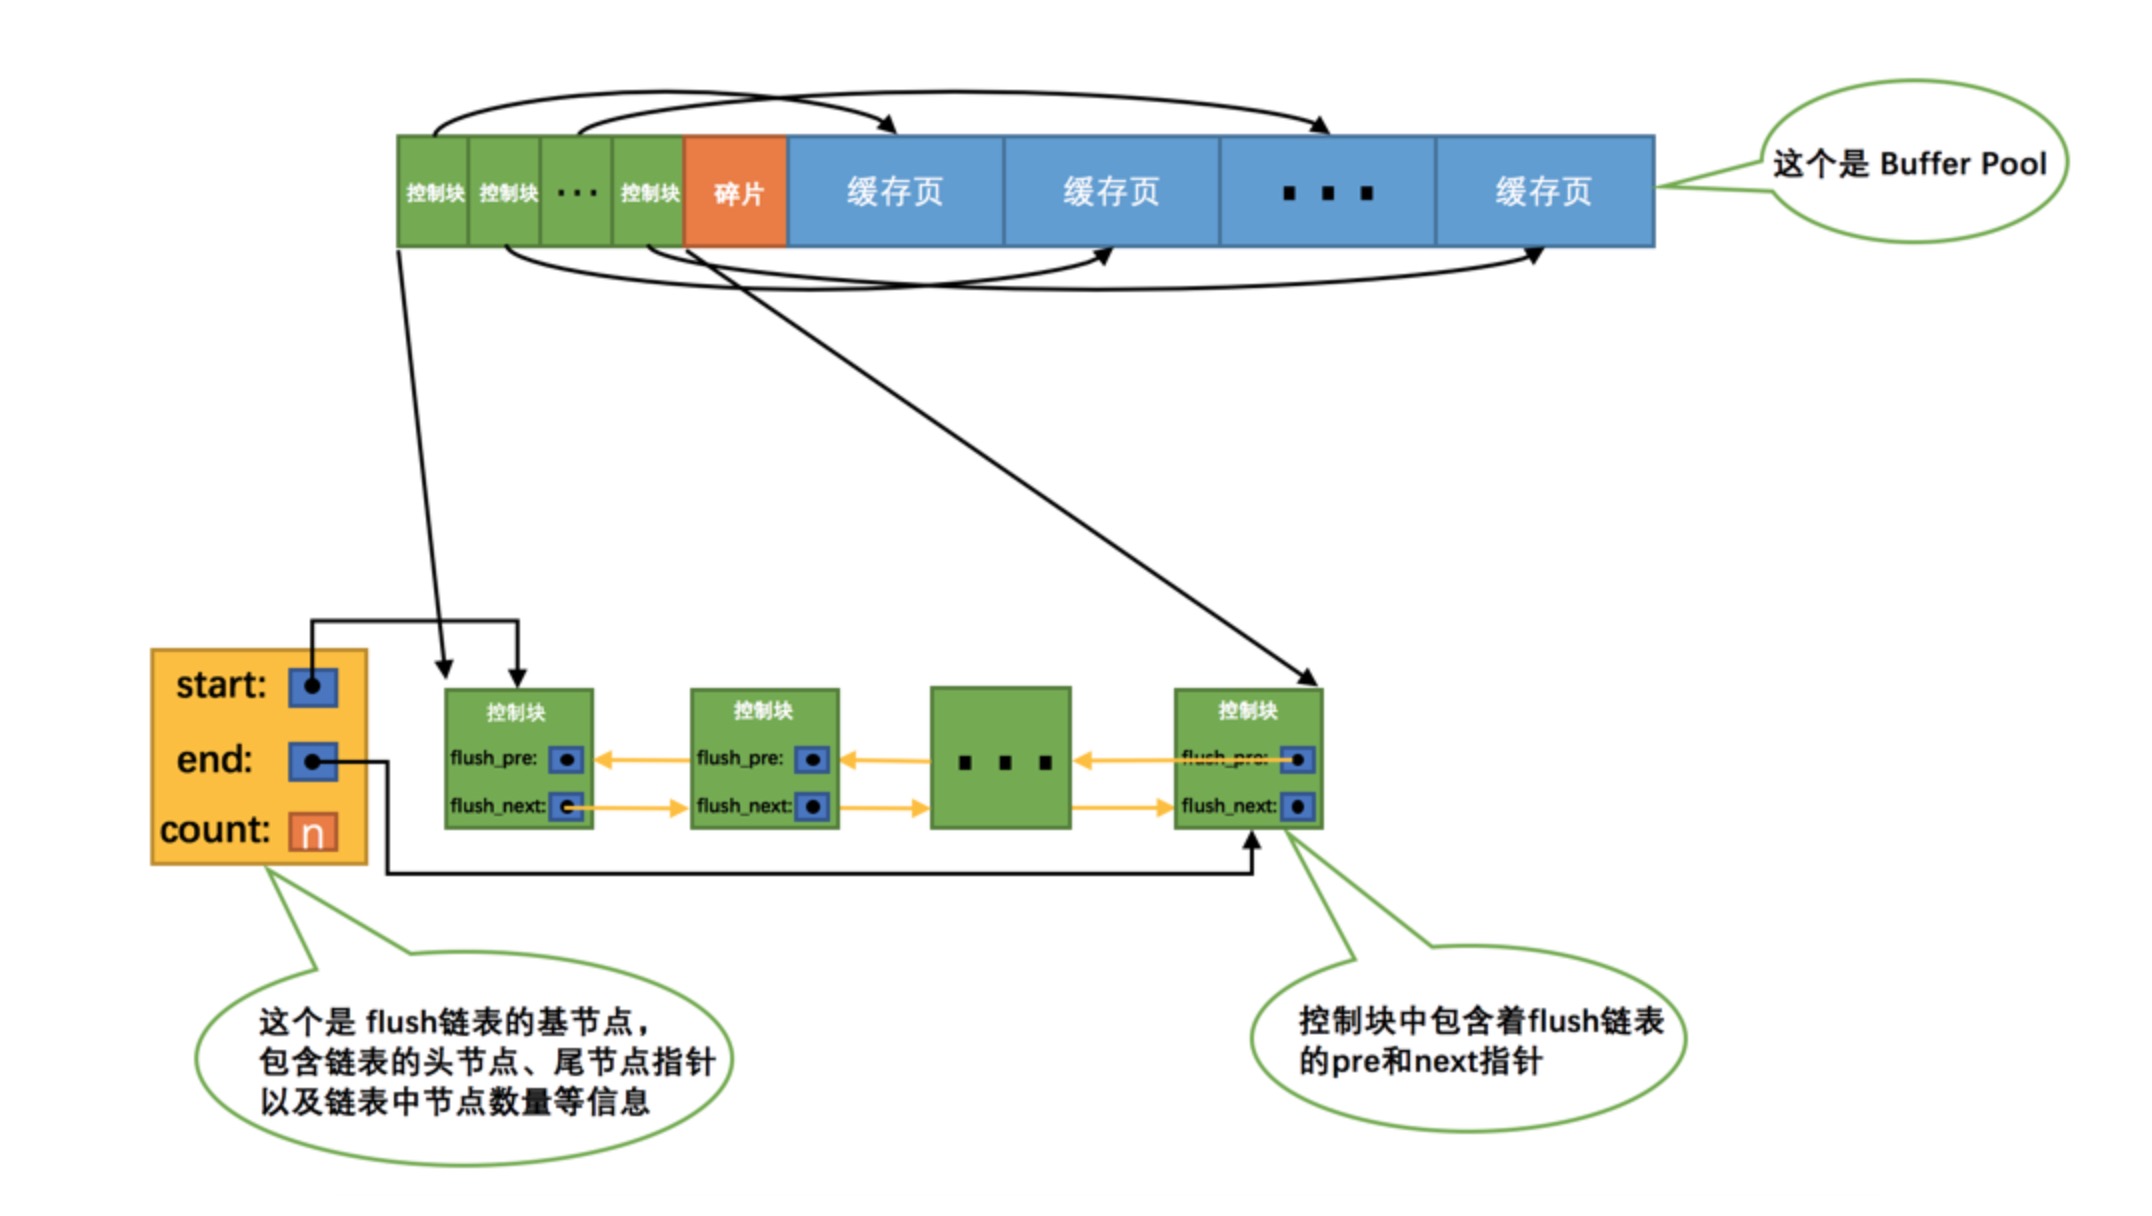 控制块 控制块 ··· 控制块 碎片 缓存页 缓存页 ··· 缓存页
这个是 Buffer Pool
start:
end:
count: n
控制块
flush_pre:
flush_next:
控制块
flush_pre:
flush_next:
···
控制块
flush_pre:
flush_next:
这个是 flush链表的基节点，
包含链表的头节点、尾节点指针
以及链表中节点数量等信息
控制块中包含着flush链表
的pre和next指针